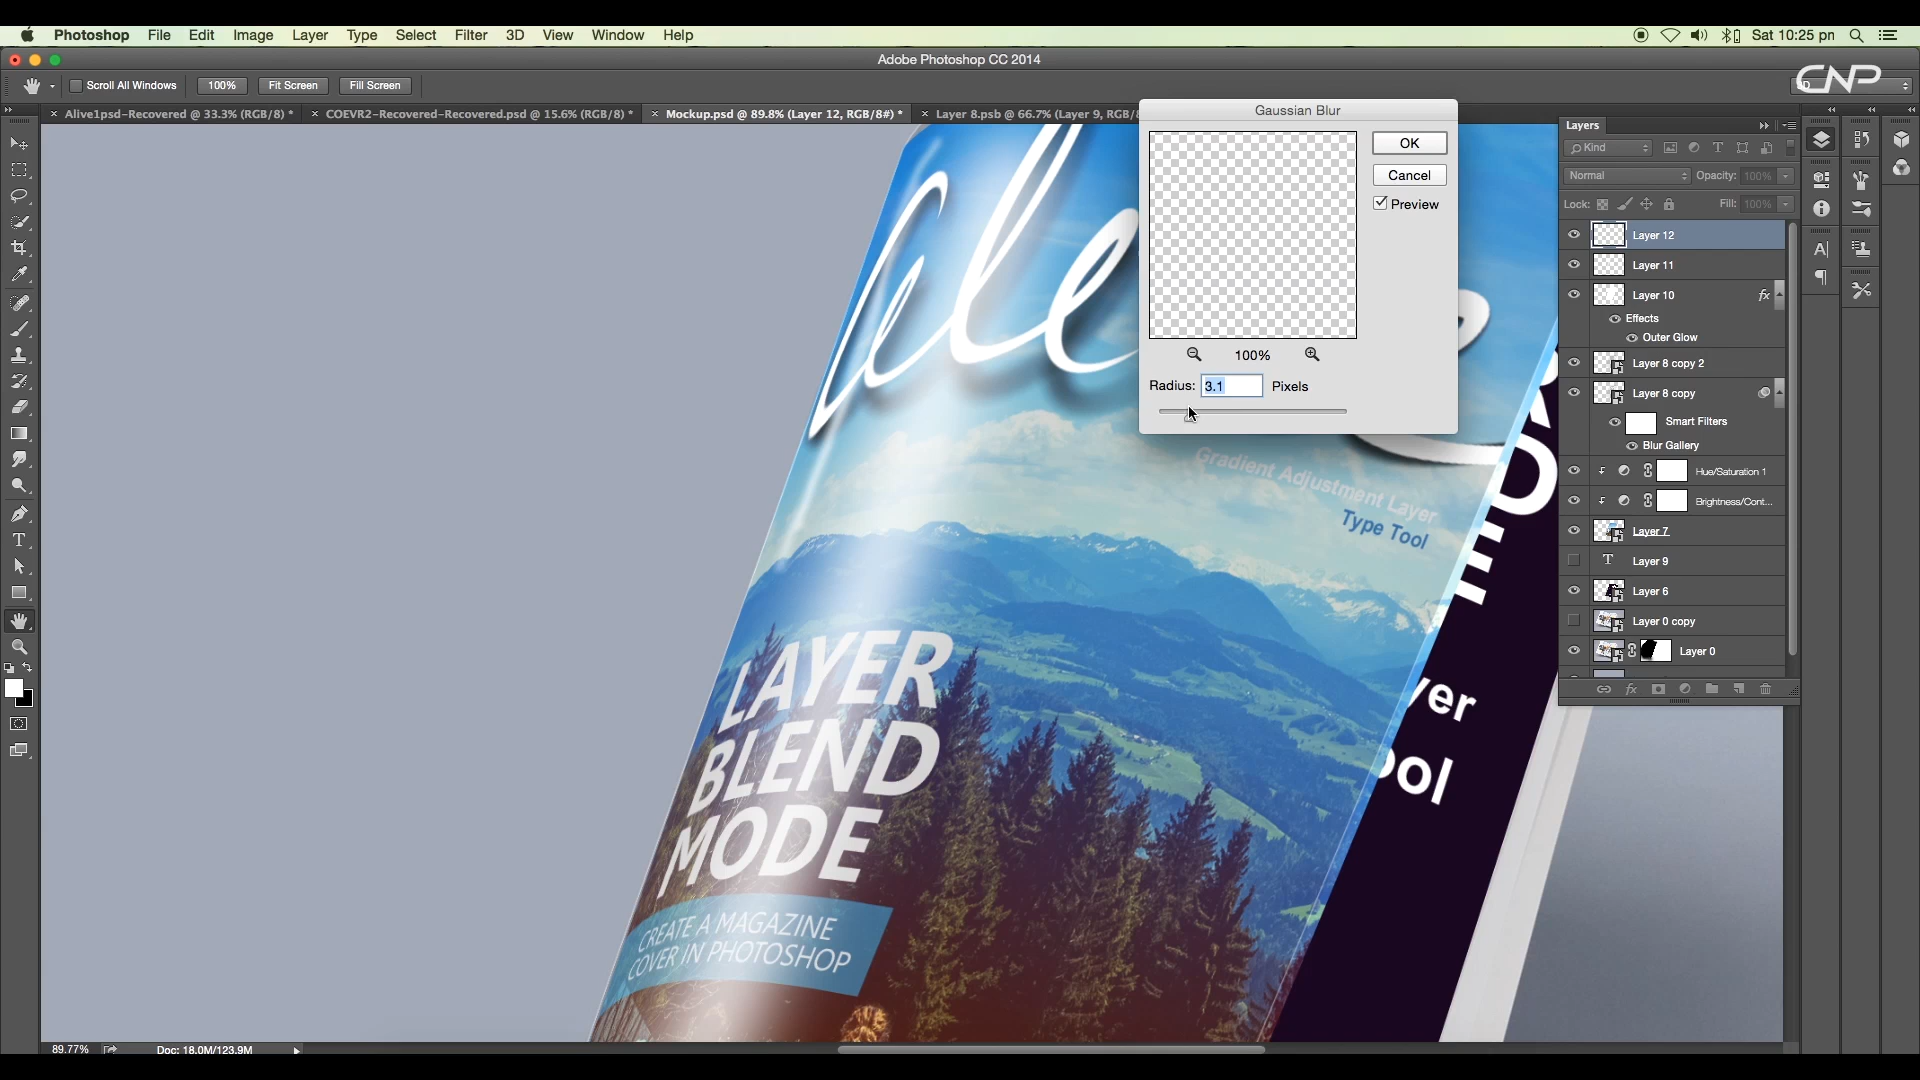 Photoshop File Edit Image Layer Type Select Filter 3D View Window Help Sat 10:25 pn
Adobe Photoshop CC 2014
Scroll All Windows 100% Fit Screen Fill Screen
CNP
× Alive1psd-Recovered @ 33.3% (RGB/8) * × COEVR2-Recovered-Recovered.psd @ 15.6% (RGB/8) * × Mockup.psd @ 89.8% (Layer 12, RGB/8#) * × Layer 8.psb @ 66.7% (Layer 9, RGB/8
Gaussian Blur
OK
Cancel
Preview
100%
Radius: 3.1 Pixels
Layers
Kind
Normal Opacity: 100%
Lock: Fill: 100%
Layer 12
Layer 11
Layer 10 fx
Effects
Outer Glow
Layer 8 copy 2
Layer 8 copy
Smart Filters
Blur Gallery
Hue/Saturation 1
Brightness/Cont...
Layer 7
T Layer 9
Layer 6
Layer 0 copy
Layer 0
fx
Gradient Adjustment Layer
Type Tool
LAYER
BLEND
MODE
CREATE A MAGAZINE
COVER IN PHOTOSHOP
yer
ool
89.77% Doc: 18.0M/123.9M